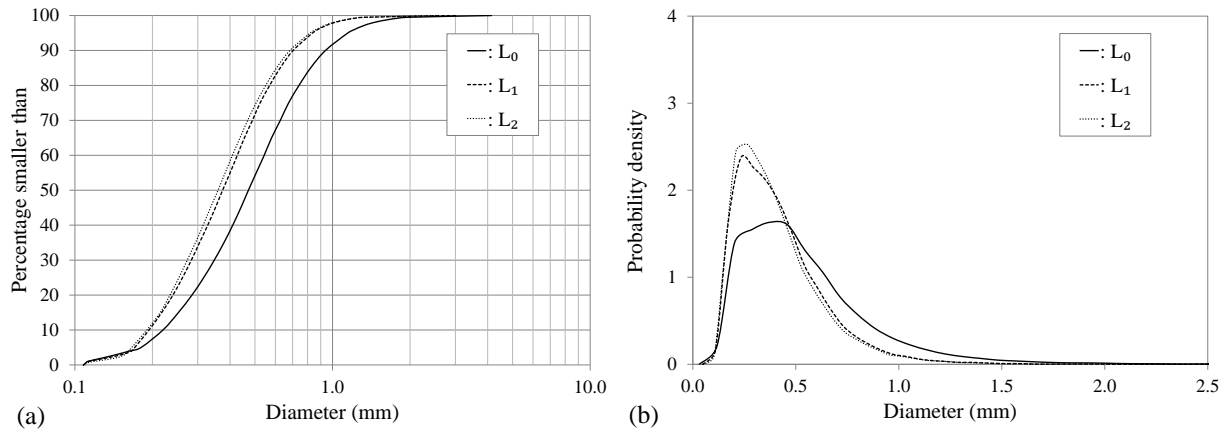 Percentage smaller than
100
90
80
70
60
50
40
30
20
10
0
0.1
1.0
10.0
: L₀
: L₁
: L₂
Diameter (mm)
(a)
Probability density
4
3
2
1
0
0.0
0.5
1.0
1.5
2.0
2.5
: L₀
: L₁
: L₂
Diameter (mm)
(b)